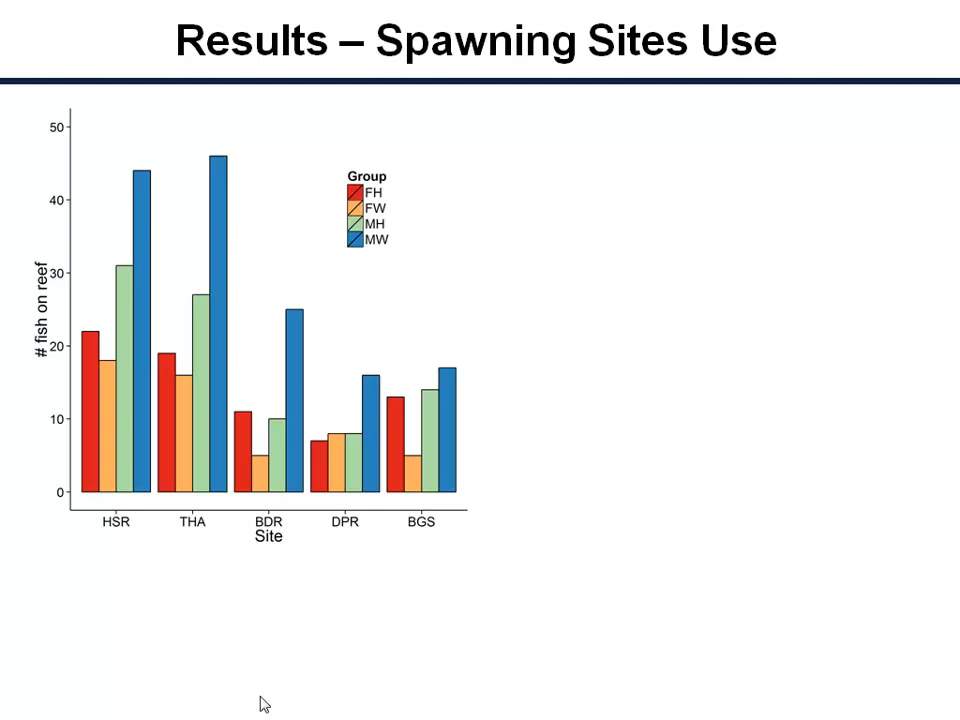 Results – Spawning Sites Use
50
40
30
20
10
0
# fish on reef
Group
FH
FW
MH
MW
HSR THA BDR DPR BGS
Site